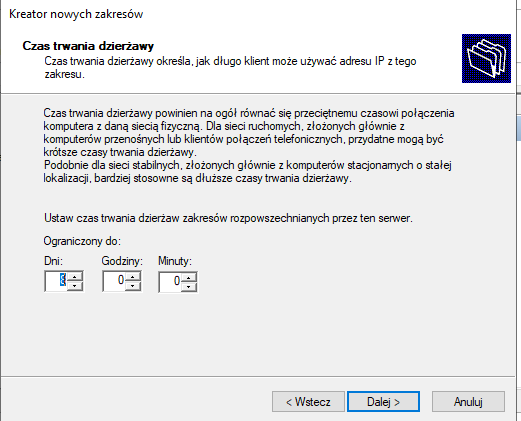 Kreator nowych zakresów
Czas trwania dzierżawy
Czas trwania dzierżawy określa, jak długo klient może używać adresu IP z tego
zakresu.
Czas trwania dzierżawy powinien na ogół równać się przeciętnemu czasowi połączenia
komputera z daną siecią fizyczną. Dla sieci ruchomych, złożonych głównie z
komputerów przenośnych lub klientów połączeń telefonicznych, przydatne mogą być
krótsze czasy trwania dzierżawy.
Podobnie dla sieci stabilnych, złożonych głównie z komputerów stacjonarnych o stałej
lokalizacji, bardziej stosowne są dłuższe czasy trwania dzierżawy.
Ustaw czas trwania dzierżaw zakresów rozpowszechnianych przez ten serwer.
Ograniczony do:
Dni: Godziny: Minuty:
8 0 0
< Wstecz Dalej > Anuluj